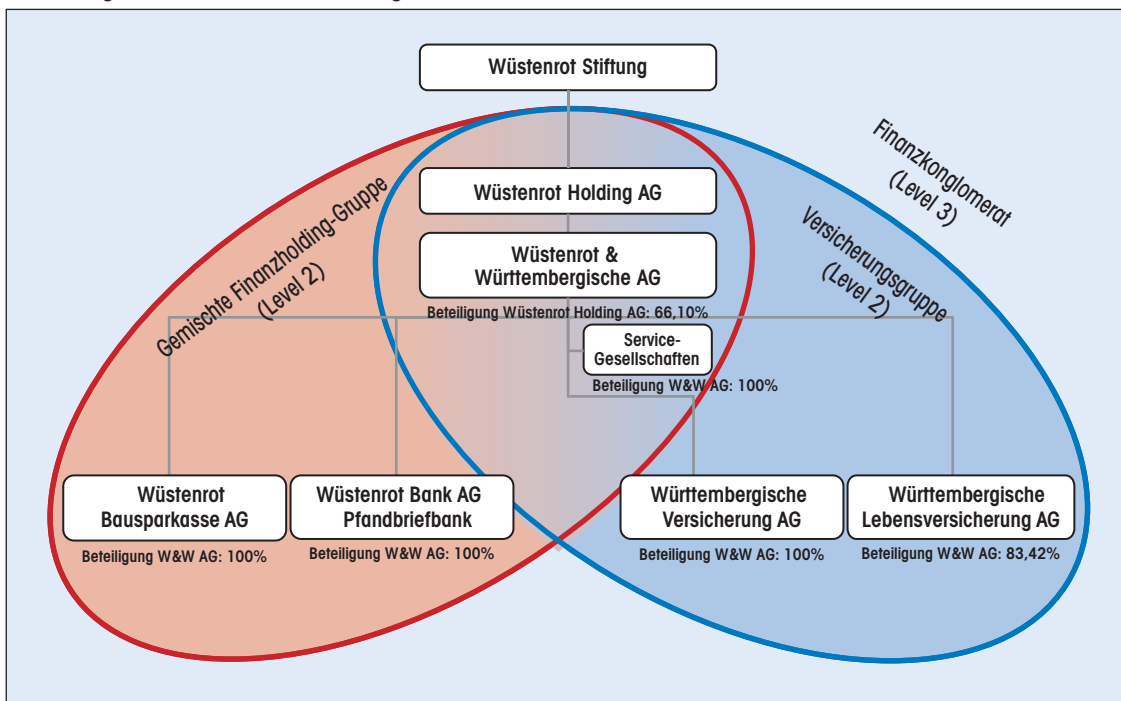 Wüstenrot Stiftung
Finanzkonglomerat
(Level 3)
Gemischte Finanzholding-Gruppe
(Level 2)
Versicherungsgruppe
(Level 2)
Wüstenrot Holding AG
Wüstenrot &
Württembergische AG
Beteiligung Wüstenrot Holding AG: 66,10%
Service-
Gesellschaften
Beteiligung W&W AG: 100%
Wüstenrot
Bausparkasse AG
Beteiligung W&W AG: 100%
Wüstenrot Bank AG
Pfandbriefbank
Beteiligung W&W AG: 100%
Württembergische
Versicherung AG
Beteiligung W&W AG: 100%
Württembergische
Lebensversicherung AG
Beteiligung W&W AG: 83,42%